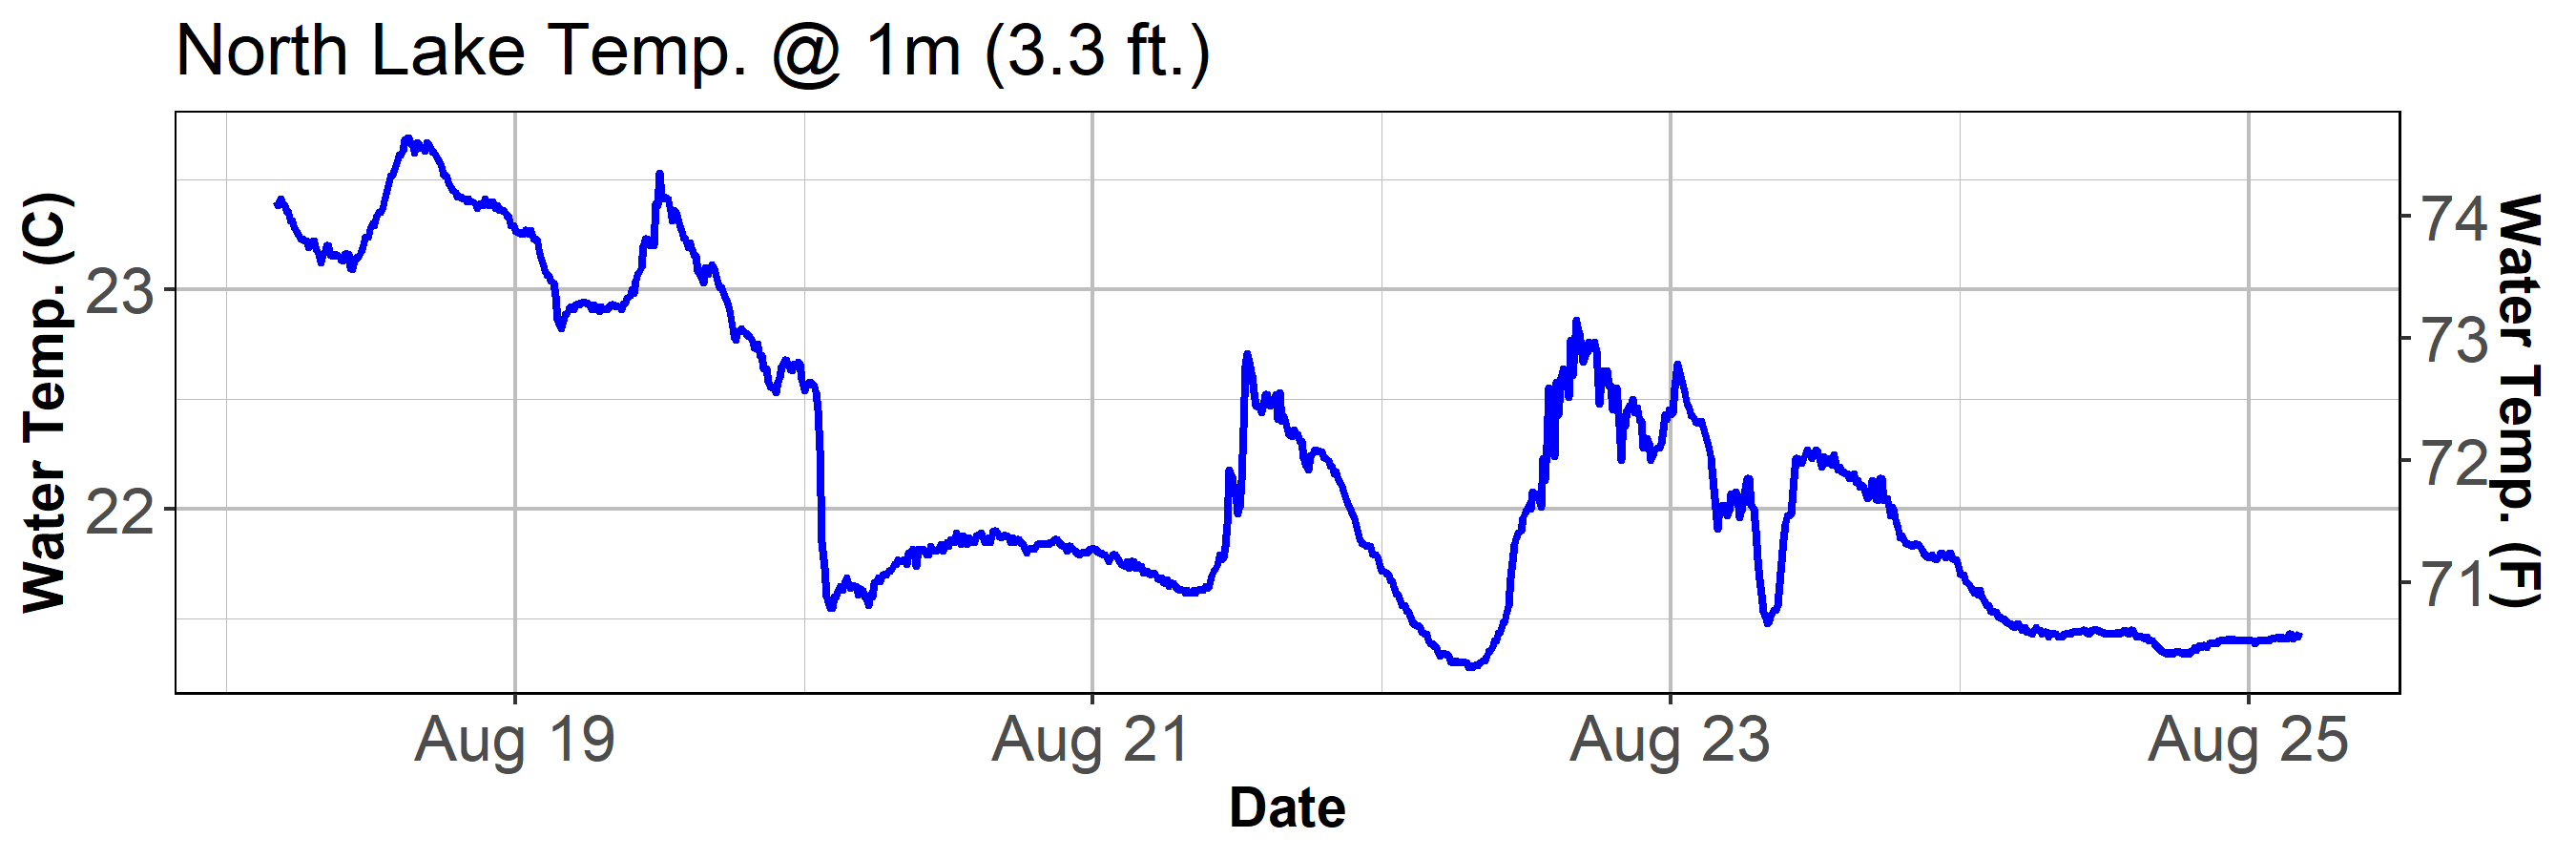 North Lake Temp. @ 1m (3.3 ft.)
Water Temp. (C)
23
22
74
73
72
71
Water Temp. (F)
Aug 19
Aug 21
Aug 23
Aug 25
Date